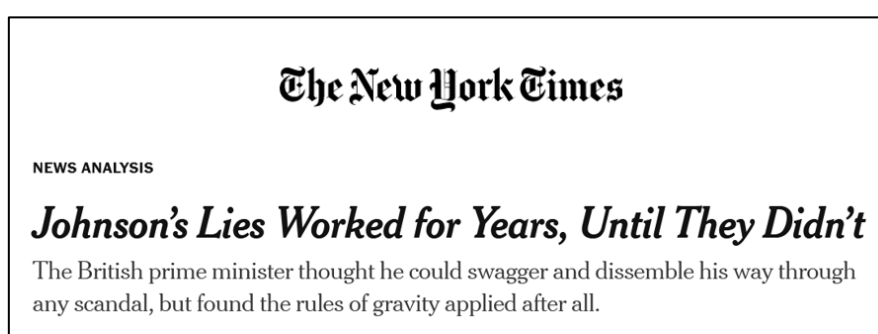 The New York Times
NEWS ANALYSIS
Johnson’s Lies Worked for Years, Until They Didn’t
The British prime minister thought he could swagger and dissemble his way through
any scandal, but found the rules of gravity applied after all.